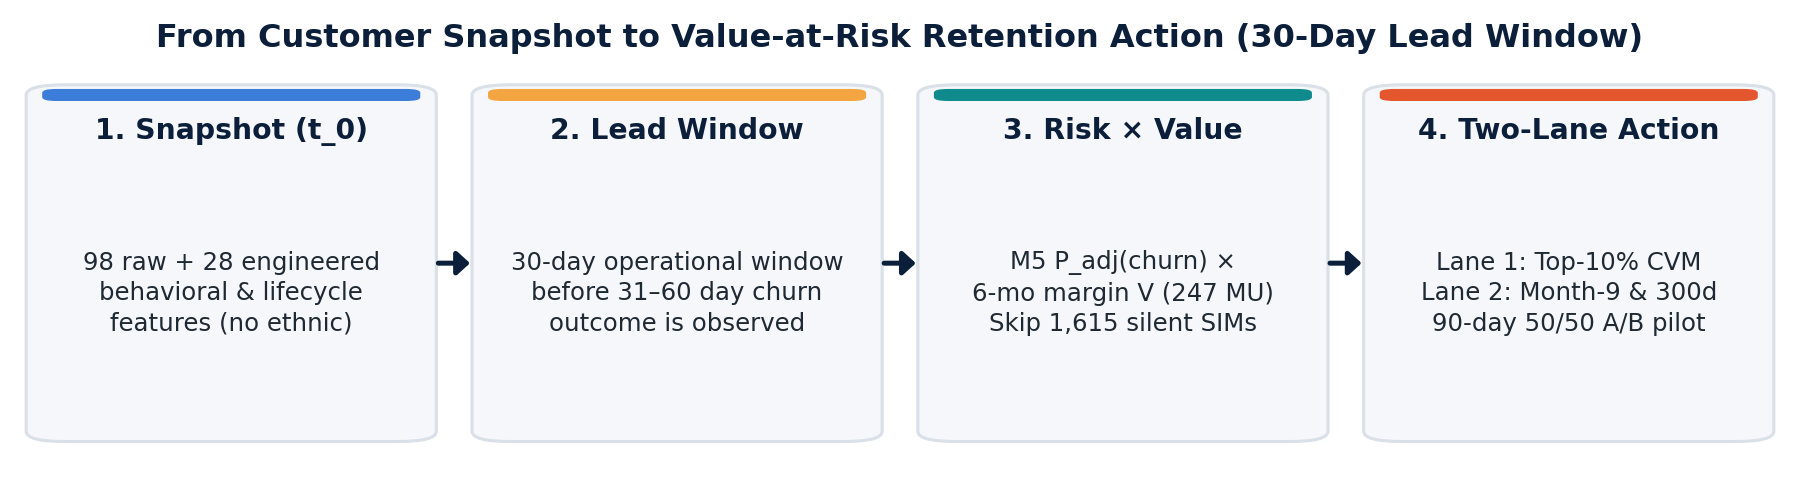 From Customer Snapshot to Value-at-Risk Retention Action (30-Day Lead Window)
1. Snapshot (t_0)
98 raw + 28 engineered
behavioral & lifecycle
features (no ethnic)
2. Lead Window
30-day operational window
before 31–60 day churn
outcome is observed
3. Risk × Value
M5 P_adj(churn) ×
6-mo margin V (247 MU)
Skip 1,615 silent SIMs
4. Two-Lane Action
Lane 1: Top-10% CVM
Lane 2: Month-9 & 300d
90-day 50/50 A/B pilot